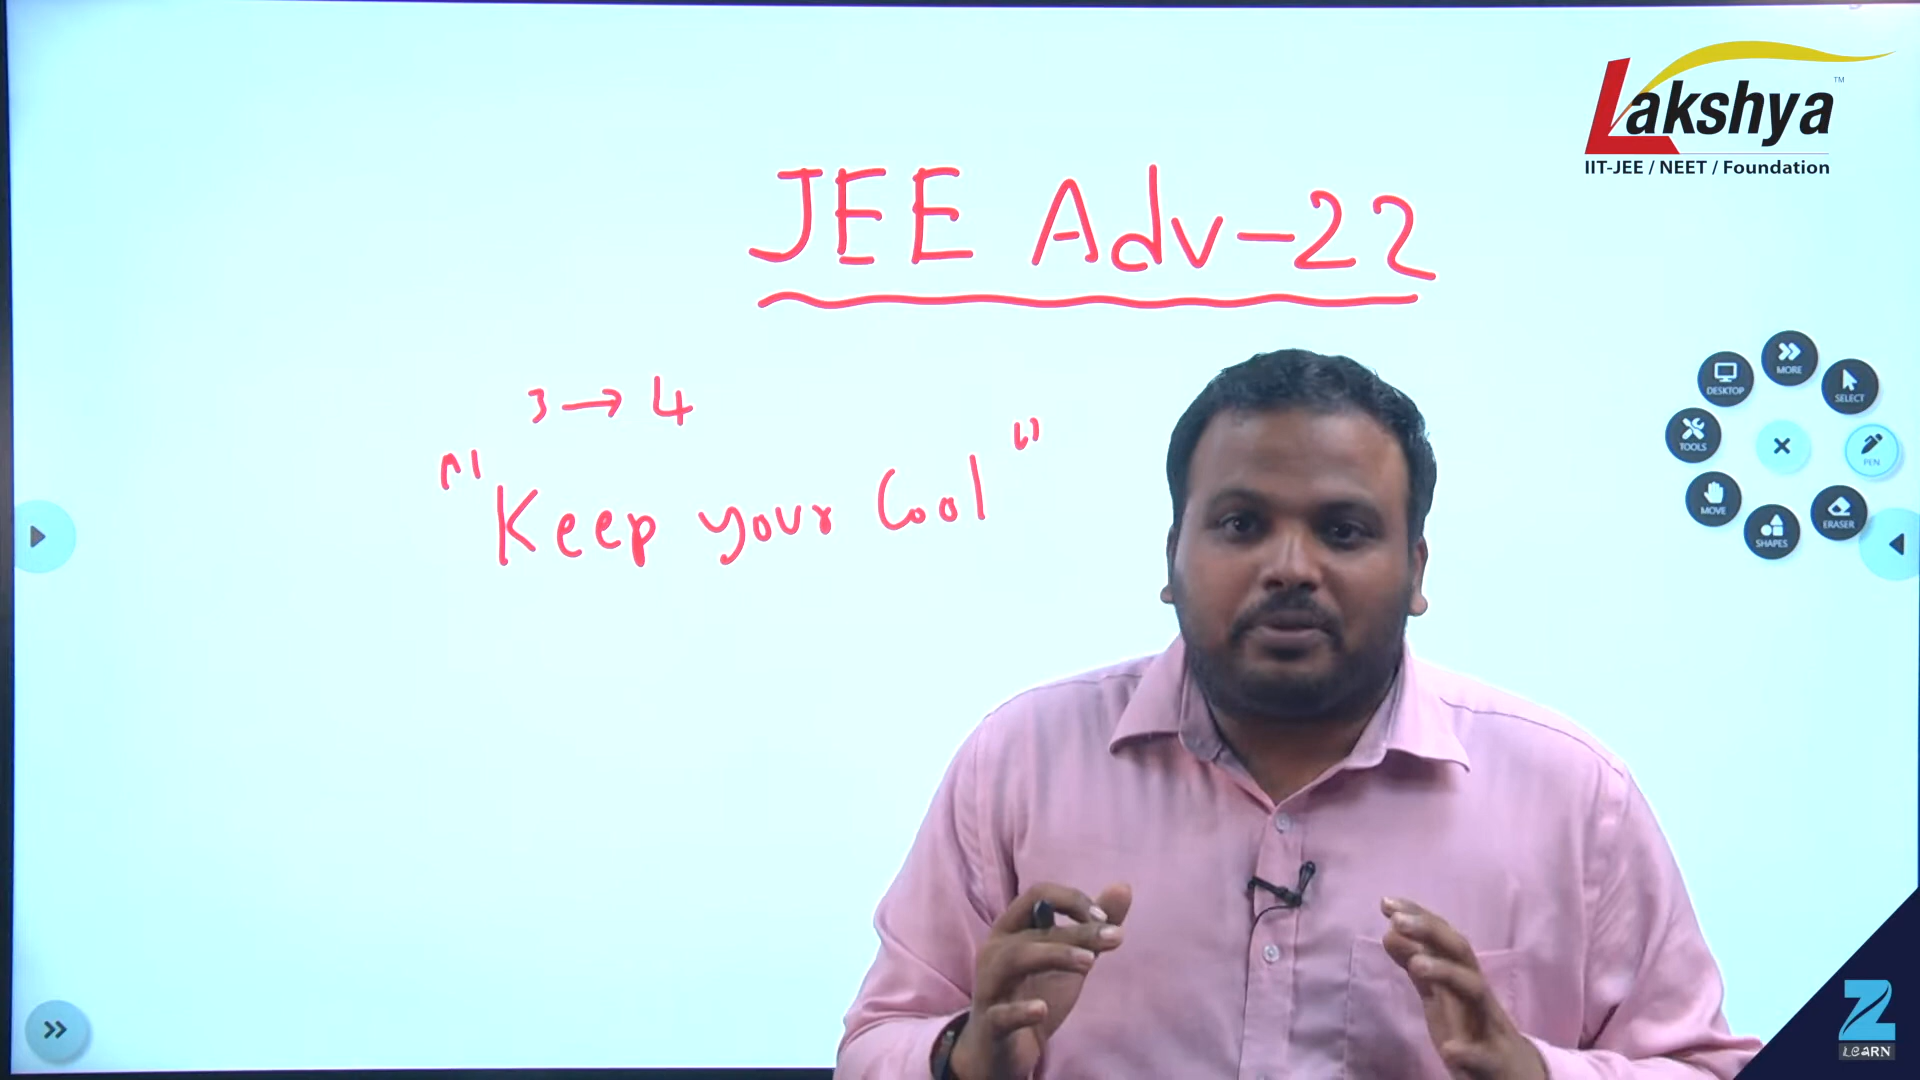 Lakshya™
IIT-JEE / NEET / Foundation
JEE Adv-22
3 → 4
"Keep your Cool"
MORE
DESKTOP
SELECT
TOOLS
PEN
MOVE
ERASER
SHAPES
LEARN